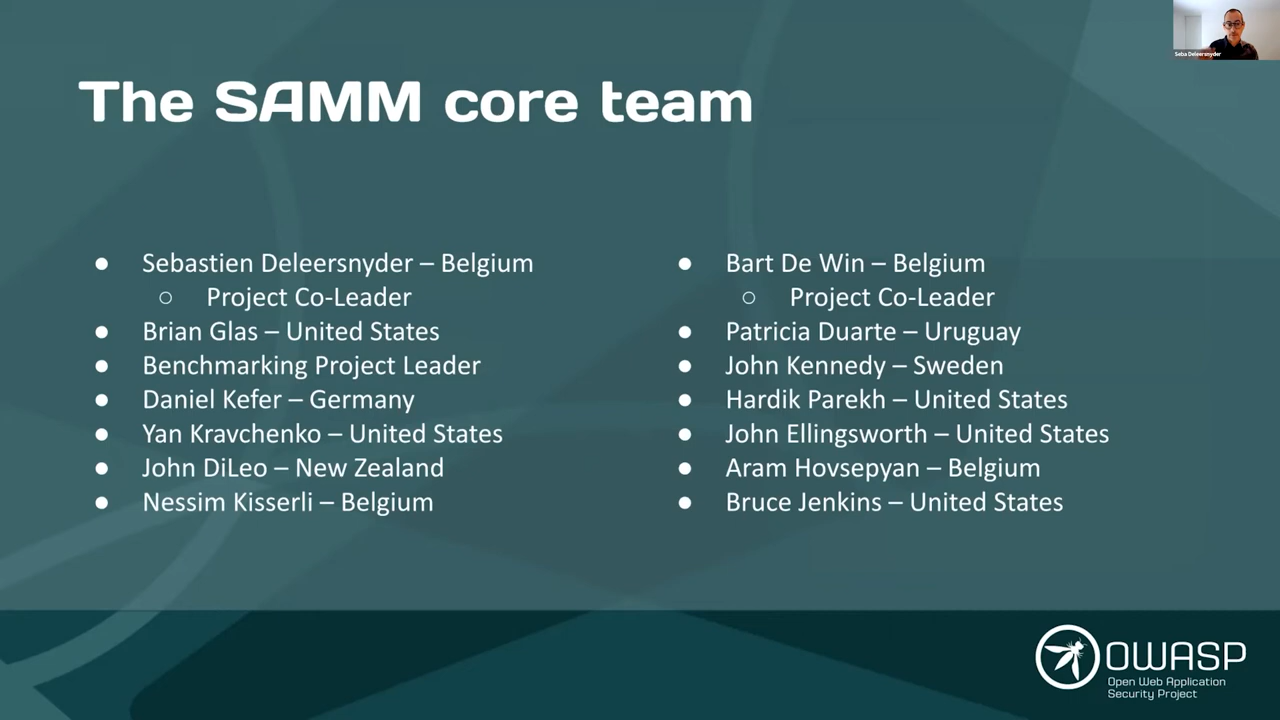 Seba Deleersnyder
The SAMM core team
● Sebastien Deleersnyder – Belgium
○ Project Co-Leader
● Brian Glas – United States
● Benchmarking Project Leader
● Daniel Kefer – Germany
● Yan Kravchenko – United States
● John DiLeo – New Zealand
● Nessim Kisserli – Belgium
● Bart De Win – Belgium
○ Project Co-Leader
● Patricia Duarte – Uruguay
● John Kennedy – Sweden
● Hardik Parekh – United States
● John Ellingsworth – United States
● Aram Hovsepyan – Belgium
● Bruce Jenkins – United States
OWASP
Open Web Application
Security Project